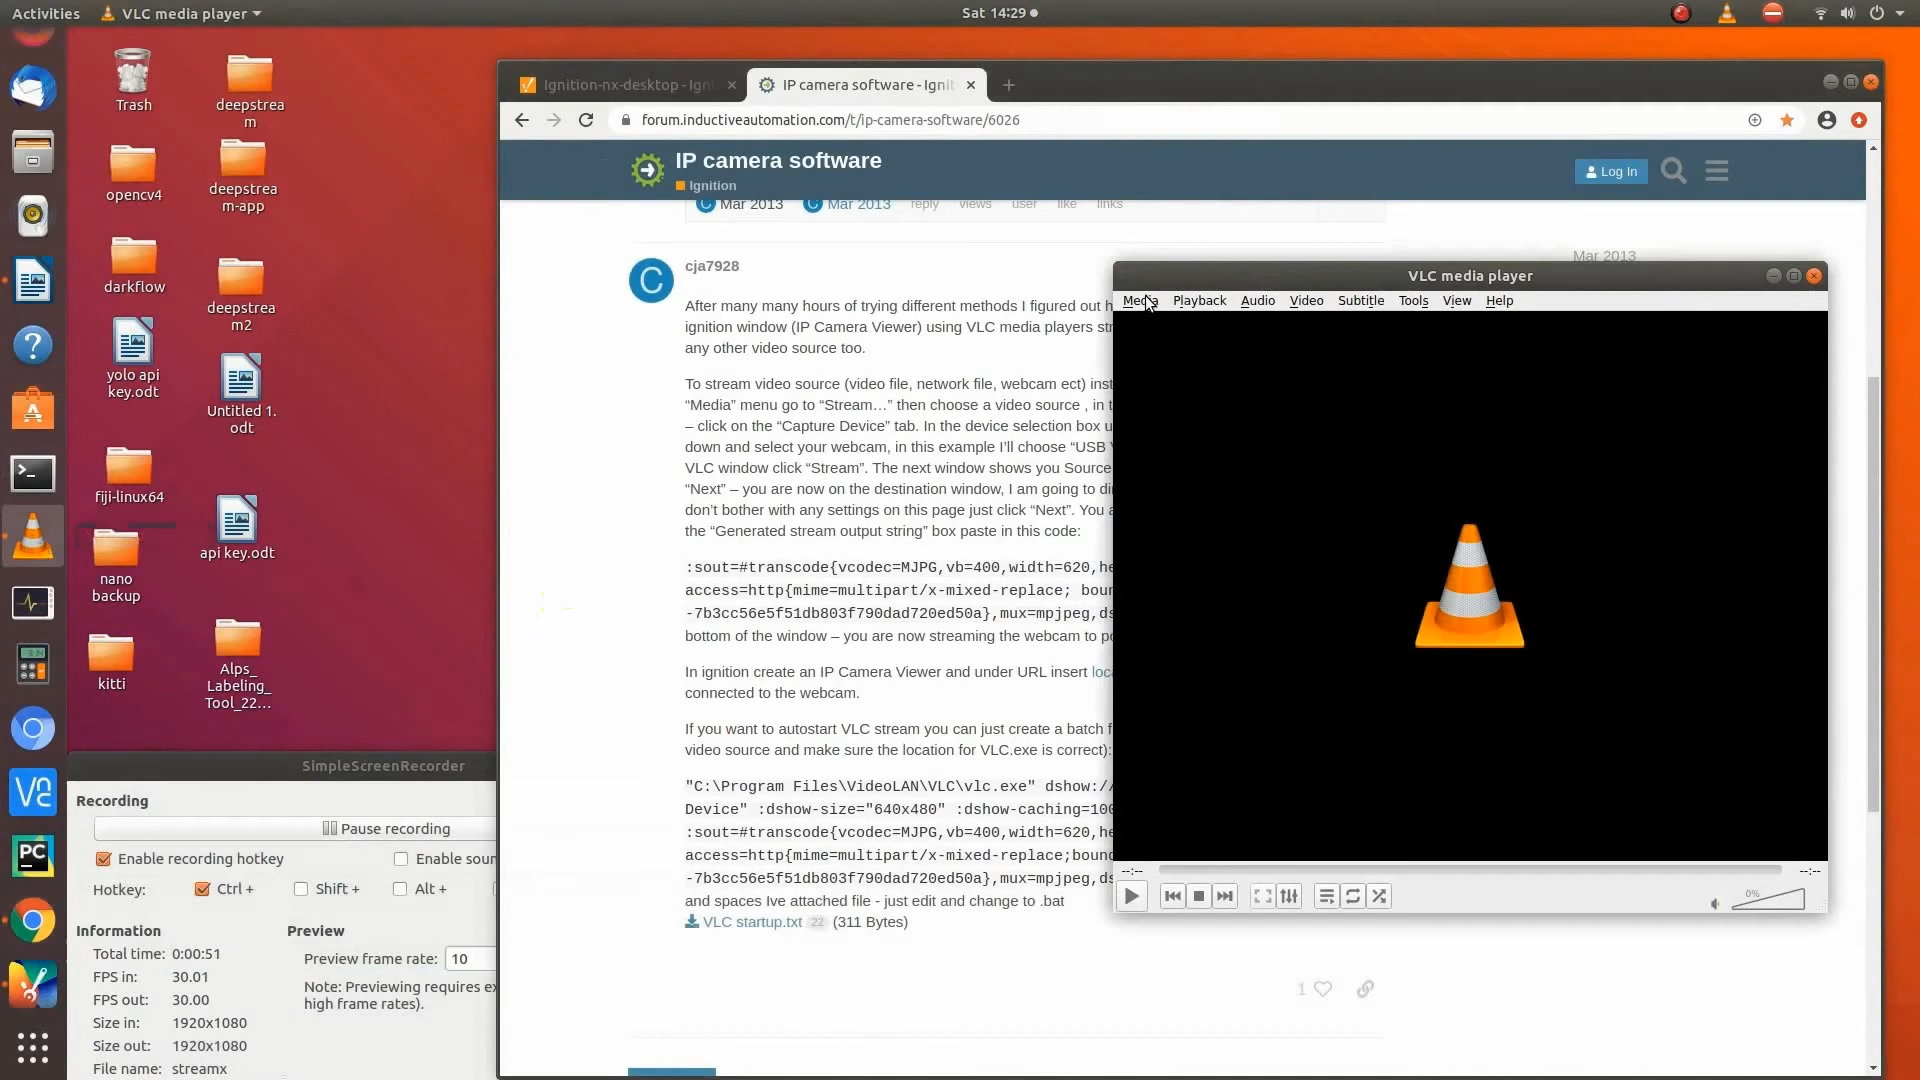 Activities
VLC media player
Sat 14:29
Trash
deepstrea
m
opencv4
deepstrea
m-app
darkflow
deepstrea
m2
yolo api
key.odt
Untitled 1.
odt
fiji-linux64
api key.odt
nano
backup
kitti
Alps_
Labeling_
Tool_22...
SimpleScreenRecorder
Recording
Pause recording
Enable recording hotkey
Enable soun
Hotkey:
Ctrl +
Shift +
Alt +
Information
Total time: 0:00:51
FPS in: 30.01
FPS out: 30.00
Size in: 1920x1080
Size out: 1920x1080
File name: streamx
Preview
Preview frame rate: 10
Note: Previewing requires ex
high frame rates).
Ignition-nx-desktop - Ign
IP camera software - Ignit
forum.inductiveautomation.com/t/ip-camera-software/6026
IP camera software
Ignition
Log In
C Mar 2013
C Mar 2013
reply
views
user
like
links
C
cja7928
Mar 2013
After many many hours of trying different methods I figured out h
ignition window (IP Camera Viewer) using VLC media players str
any other video source too.
To stream video source (video file, network file, webcam ect) inst
“Media” menu go to “Stream…” then choose a video source , in t
– click on the “Capture Device” tab. In the device selection box u
down and select your webcam, in this example I’ll choose “USB V
VLC window click “Stream”. The next window shows you Source
“Next” – you are now on the destination window, I am going to di
don’t bother with any settings on this page just click “Next”. You a
the “Generated stream output string” box paste in this code:
:sout=#transcode{vcodec=MJPG,vb=400,width=620,he
access=http{mime=multipart/x-mixed-replace; boun
-7b3cc56e5f51db803f790dad720ed50a},mux=mpjpeg,ds
bottom of the window – you are now streaming the webcam to po
In ignition create an IP Camera Viewer and under URL insert loca
connected to the webcam.
If you want to autostart VLC stream you can just create a batch f
video source and make sure the location for VLC.exe is correct):
"C:\Program Files\VideoLAN\VLC\vlc.exe" dshow://
Device" :dshow-size="640x480" :dshow-caching=100
:sout=#transcode{vcodec=MJPG,vb=400,width=620,he
access=http{mime=multipart/x-mixed-replace;bound
-7b3cc56e5f51db803f790dad720ed50a},mux=mpjpeg,ds
and spaces Ive attached file - just edit and change to .bat
VLC startup.txt 22 (311 Bytes)
1
VLC media player
Media Playback Audio Video Subtitle Tools View Help
--:--
--:--
0%
PC